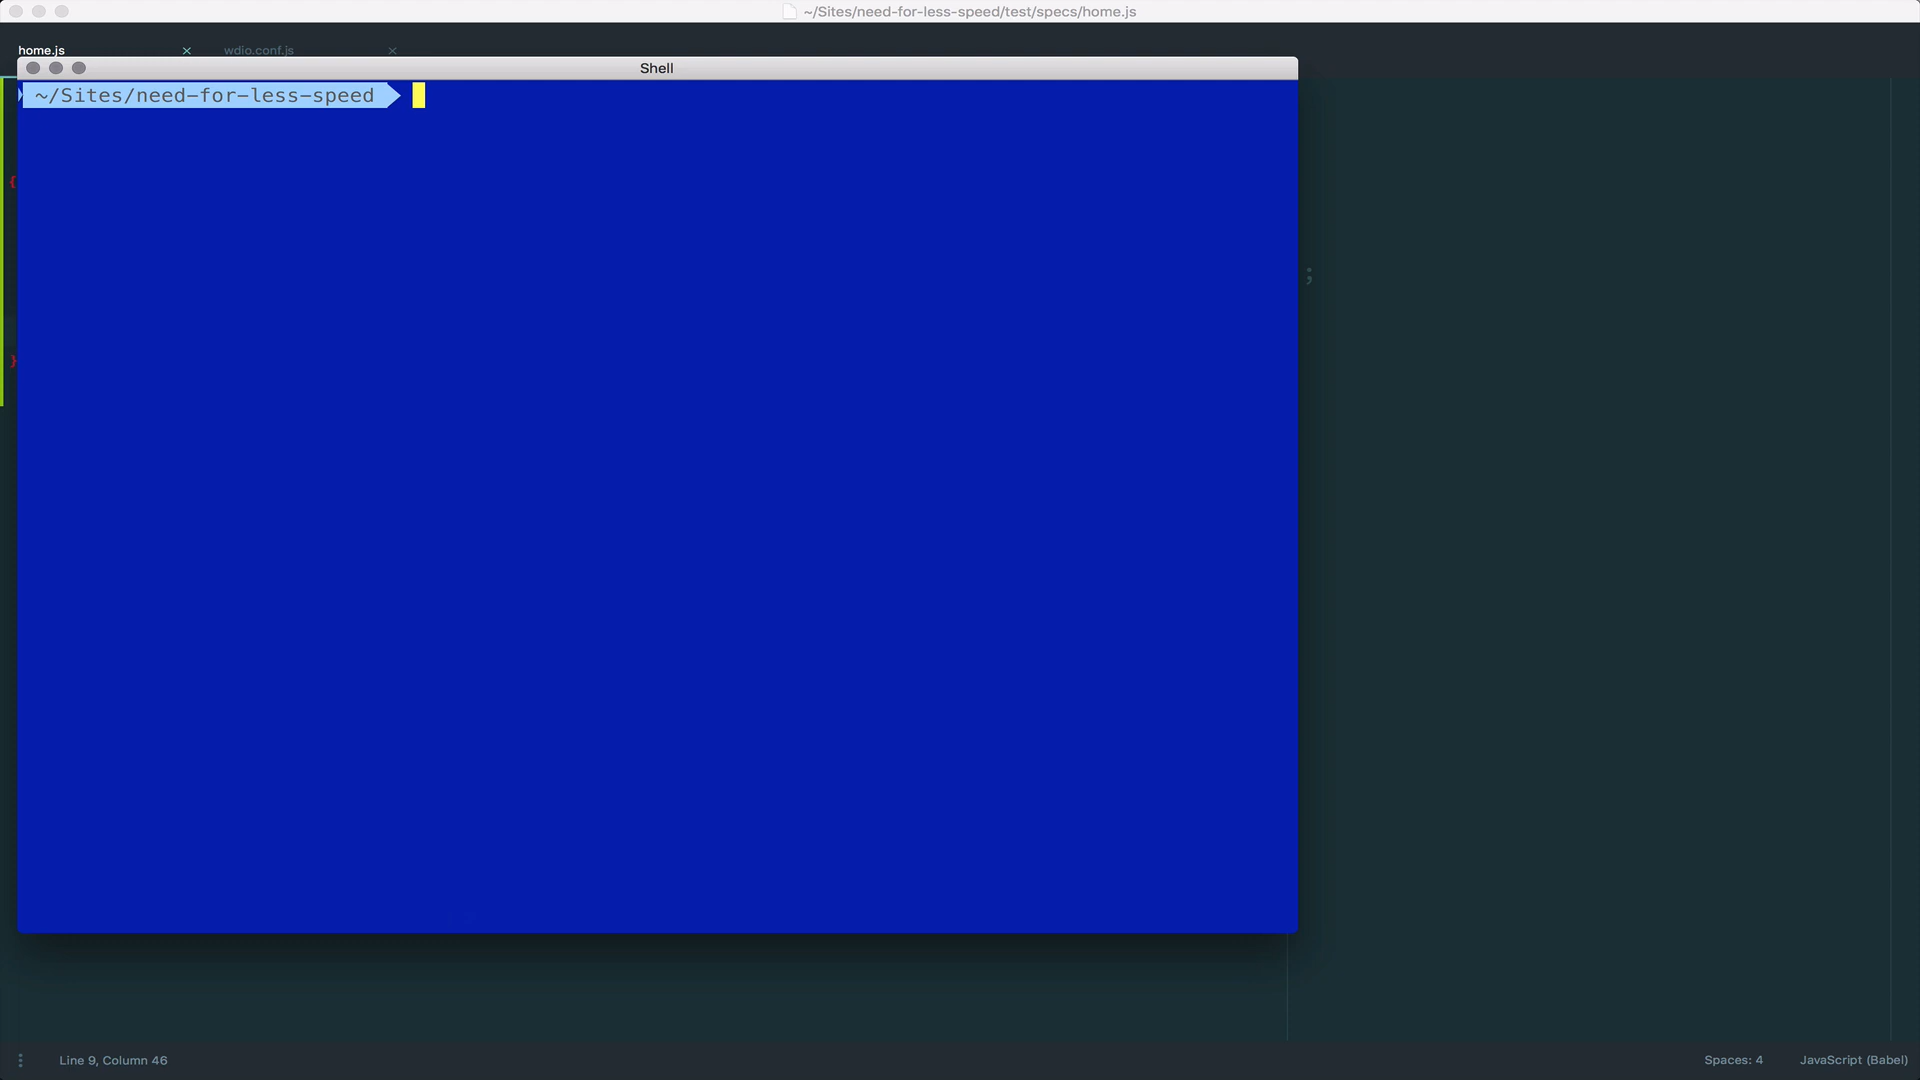 ~/Sites/need-for-less-speed/test/specs/home.js
home.js × wdio.conf.js ×
Shell
~/Sites/need-for-less-speed
{
;
}
Line 9, Column 46
Spaces: 4 JavaScript (Babel)